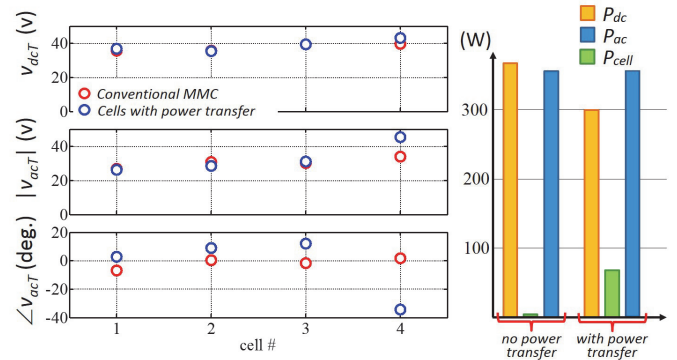 v_dcT (v)
40
20
0
Conventional MMC
Cells with power transfer
|v_acT| (v)
40
20
0
∠v_acT (deg.)
20
0
-20
-40
1
2
3
4
cell #
P_dc
P_ac
P_cell
(W)
300
200
100
no power
transfer
with power
transfer